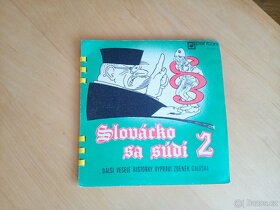 PANTON
Slovácko
sa súdí 2
DALŠÍ VESELÉ HISTORKY VYPRÁVÍ ZDENĚK GALUŠKA